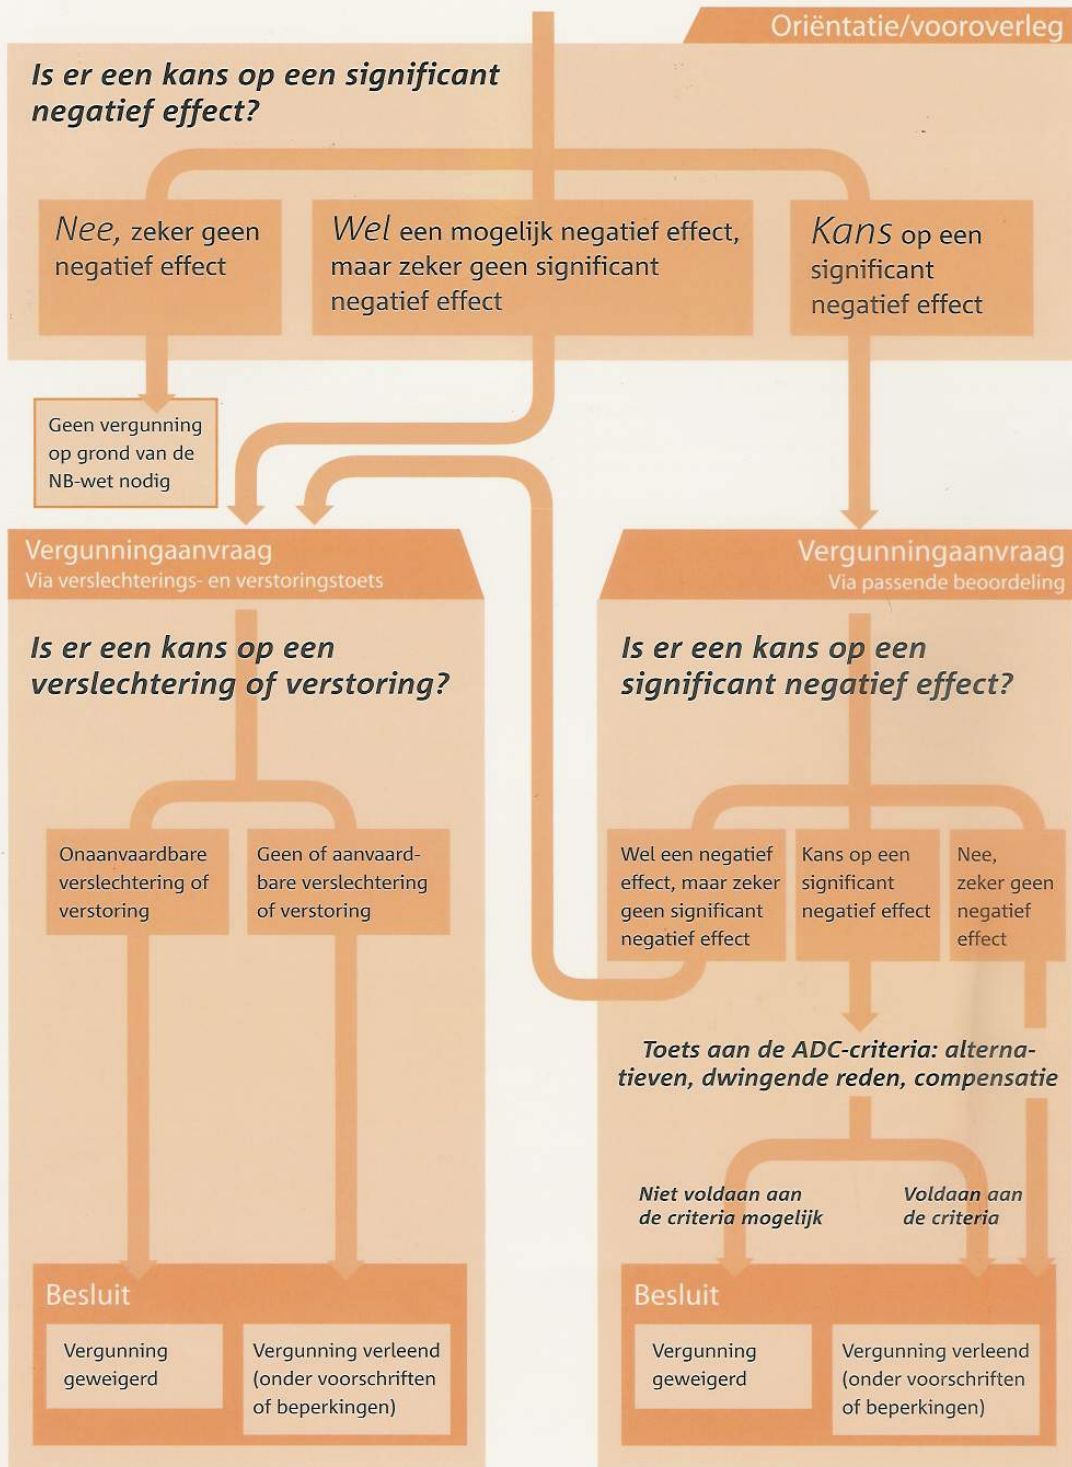 Oriëntatie/vooroverleg
Is er een kans op een significant
negatief effect?
Nee, zeker geen
negatief effect
Wel een mogelijk negatief effect,
maar zeker geen significant
negatief effect
Kans op een
significant
negatief effect
Geen vergunning
op grond van de
NB-wet nodig
Vergunningaanvraag
Via verslechterings- en verstoringstoets
Is er een kans op een
verslechtering of verstoring?
Onaanvaardbare
verslechtering of
verstoring
Geen of aanvaard-
bare verslechtering
of verstoring
Besluit
Vergunning
geweigerd
Vergunning verleend
(onder voorschriften
of beperkingen)
Vergunningaanvraag
Via passende beoordeling
Is er een kans op een
significant negatief effect?
Wel een negatief
effect, maar zeker
geen significant
negatief effect
Kans op een
significant
negatief effect
Nee,
zeker geen
negatief
effect
Toets aan de ADC-criteria: alterna-
tieven, dwingende reden, compensatie
Niet voldaan aan
de criteria mogelijk
Voldaan aan
de criteria
Besluit
Vergunning
geweigerd
Vergunning verleend
(onder voorschriften
of beperkingen)